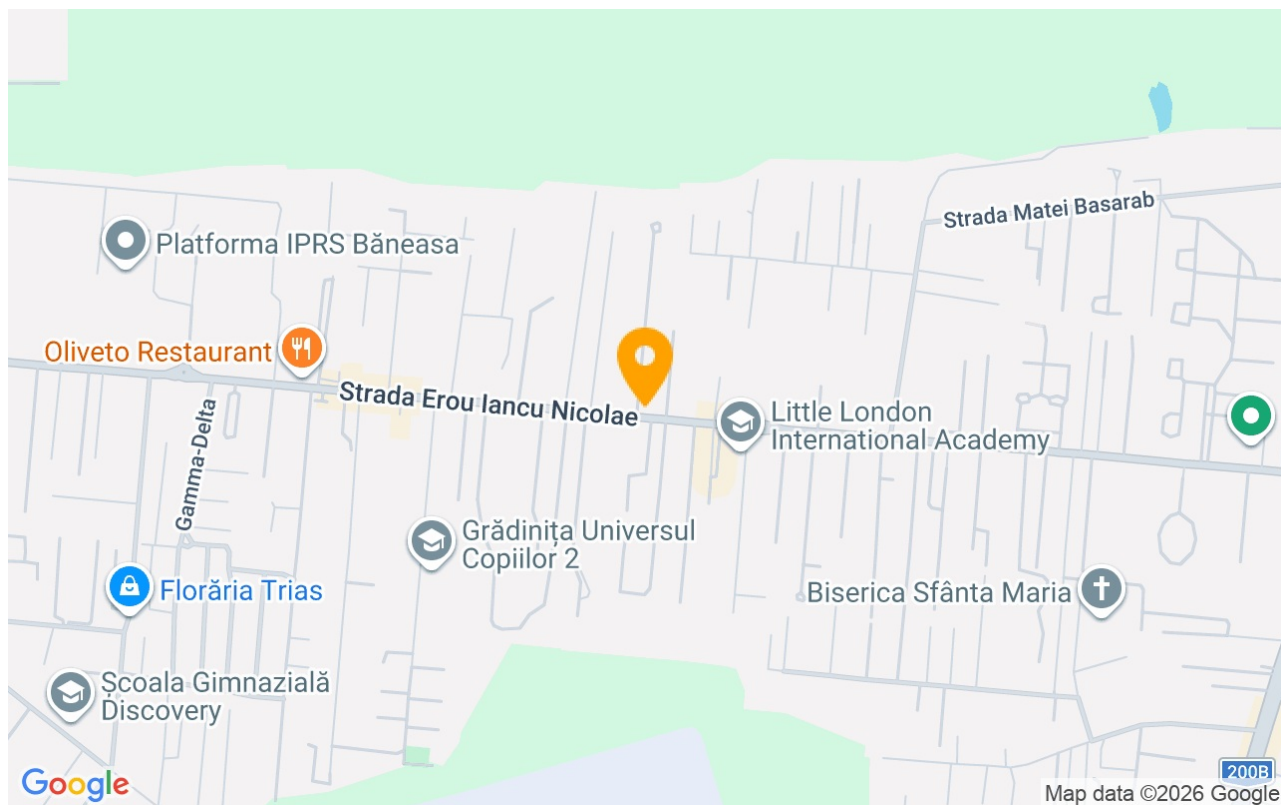 Strada Matei Basarab
Platforma IPRS Băneasa
Oliveto Restaurant
Strada Erou Iancu Nicolae
Little London
International Academy
Gamma-Delta
Grădinița Universul
Copiilor 2
Florăria Trias
Biserica Sfânta Maria
Școala Gimnazială
Discovery
200B
Google
Map data ©2026 Google